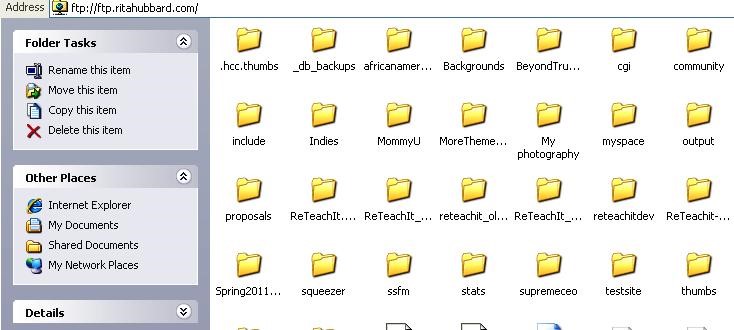 Address ftp://ftp.ritahubbard.com/
Folder Tasks
Rename this item
Move this item
Copy this item
Delete this item
Other Places
Internet Explorer
My Documents
Shared Documents
My Network Places
Details
.hcc.thumbs _db_backups africanamer... Backgrounds BeyondTru... cgi community
include Indies MommyU MoreTheme... My photography myspace output
proposals ReTeachIt.... ReTeachIt_... reteachit_ol... ReTeachIt_... reteachitdev ReTeachit-...
Spring2011... squeezer ssfm stats supremeceo testsite thumbs